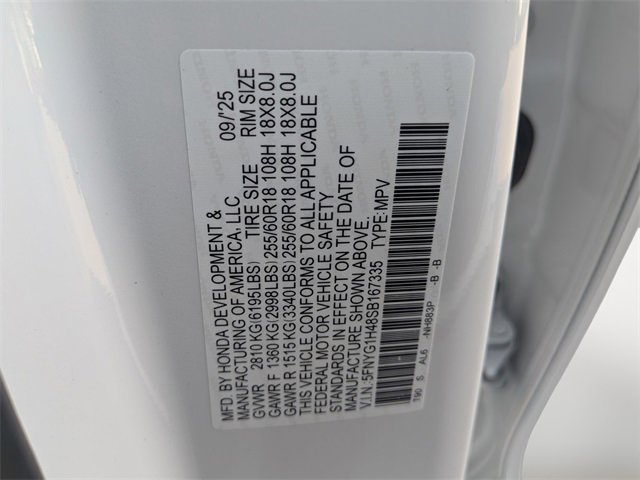 MFD. BY HONDA DEVELOPMENT &
MANUFACTURING OF AMERICA, LLC 09/'25
GVWR 2810 KG(6195LBS) TIRE SIZE RIM SIZE
GAWR F 1360 KG(2998LBS) 255/60R18 108H 18X8.0J
GAWR R 1515 KG(3340LBS) 255/60R18 108H 18X8.0J
THIS VEHICLE CONFORMS TO ALL APPLICABLE
FEDERAL MOTOR VEHICLE SAFETY
STANDARDS IN EFFECT ON THE DATE OF
MANUFACTURE SHOWN ABOVE.
V.I.N. :5FNYG1H48SB167335 TYPE:MPV
T90 S AL6 -NH883P -B -B